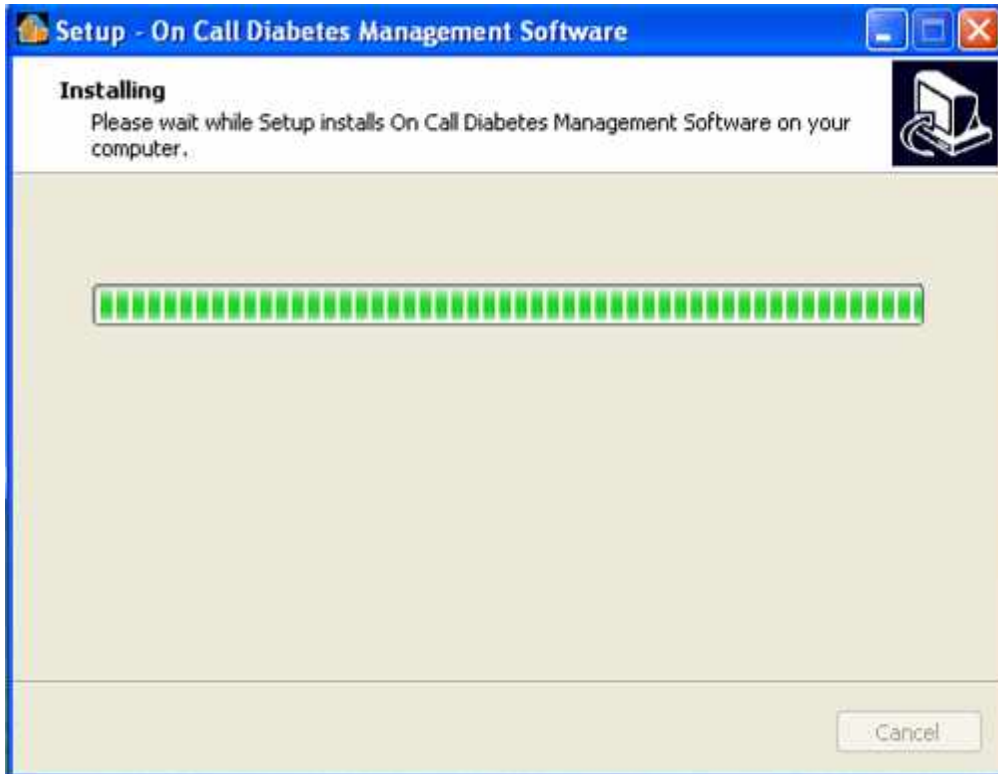 Setup - On Call Diabetes Management Software
Installing
Please wait while Setup installs On Call Diabetes Management Software on your
computer.
Cancel